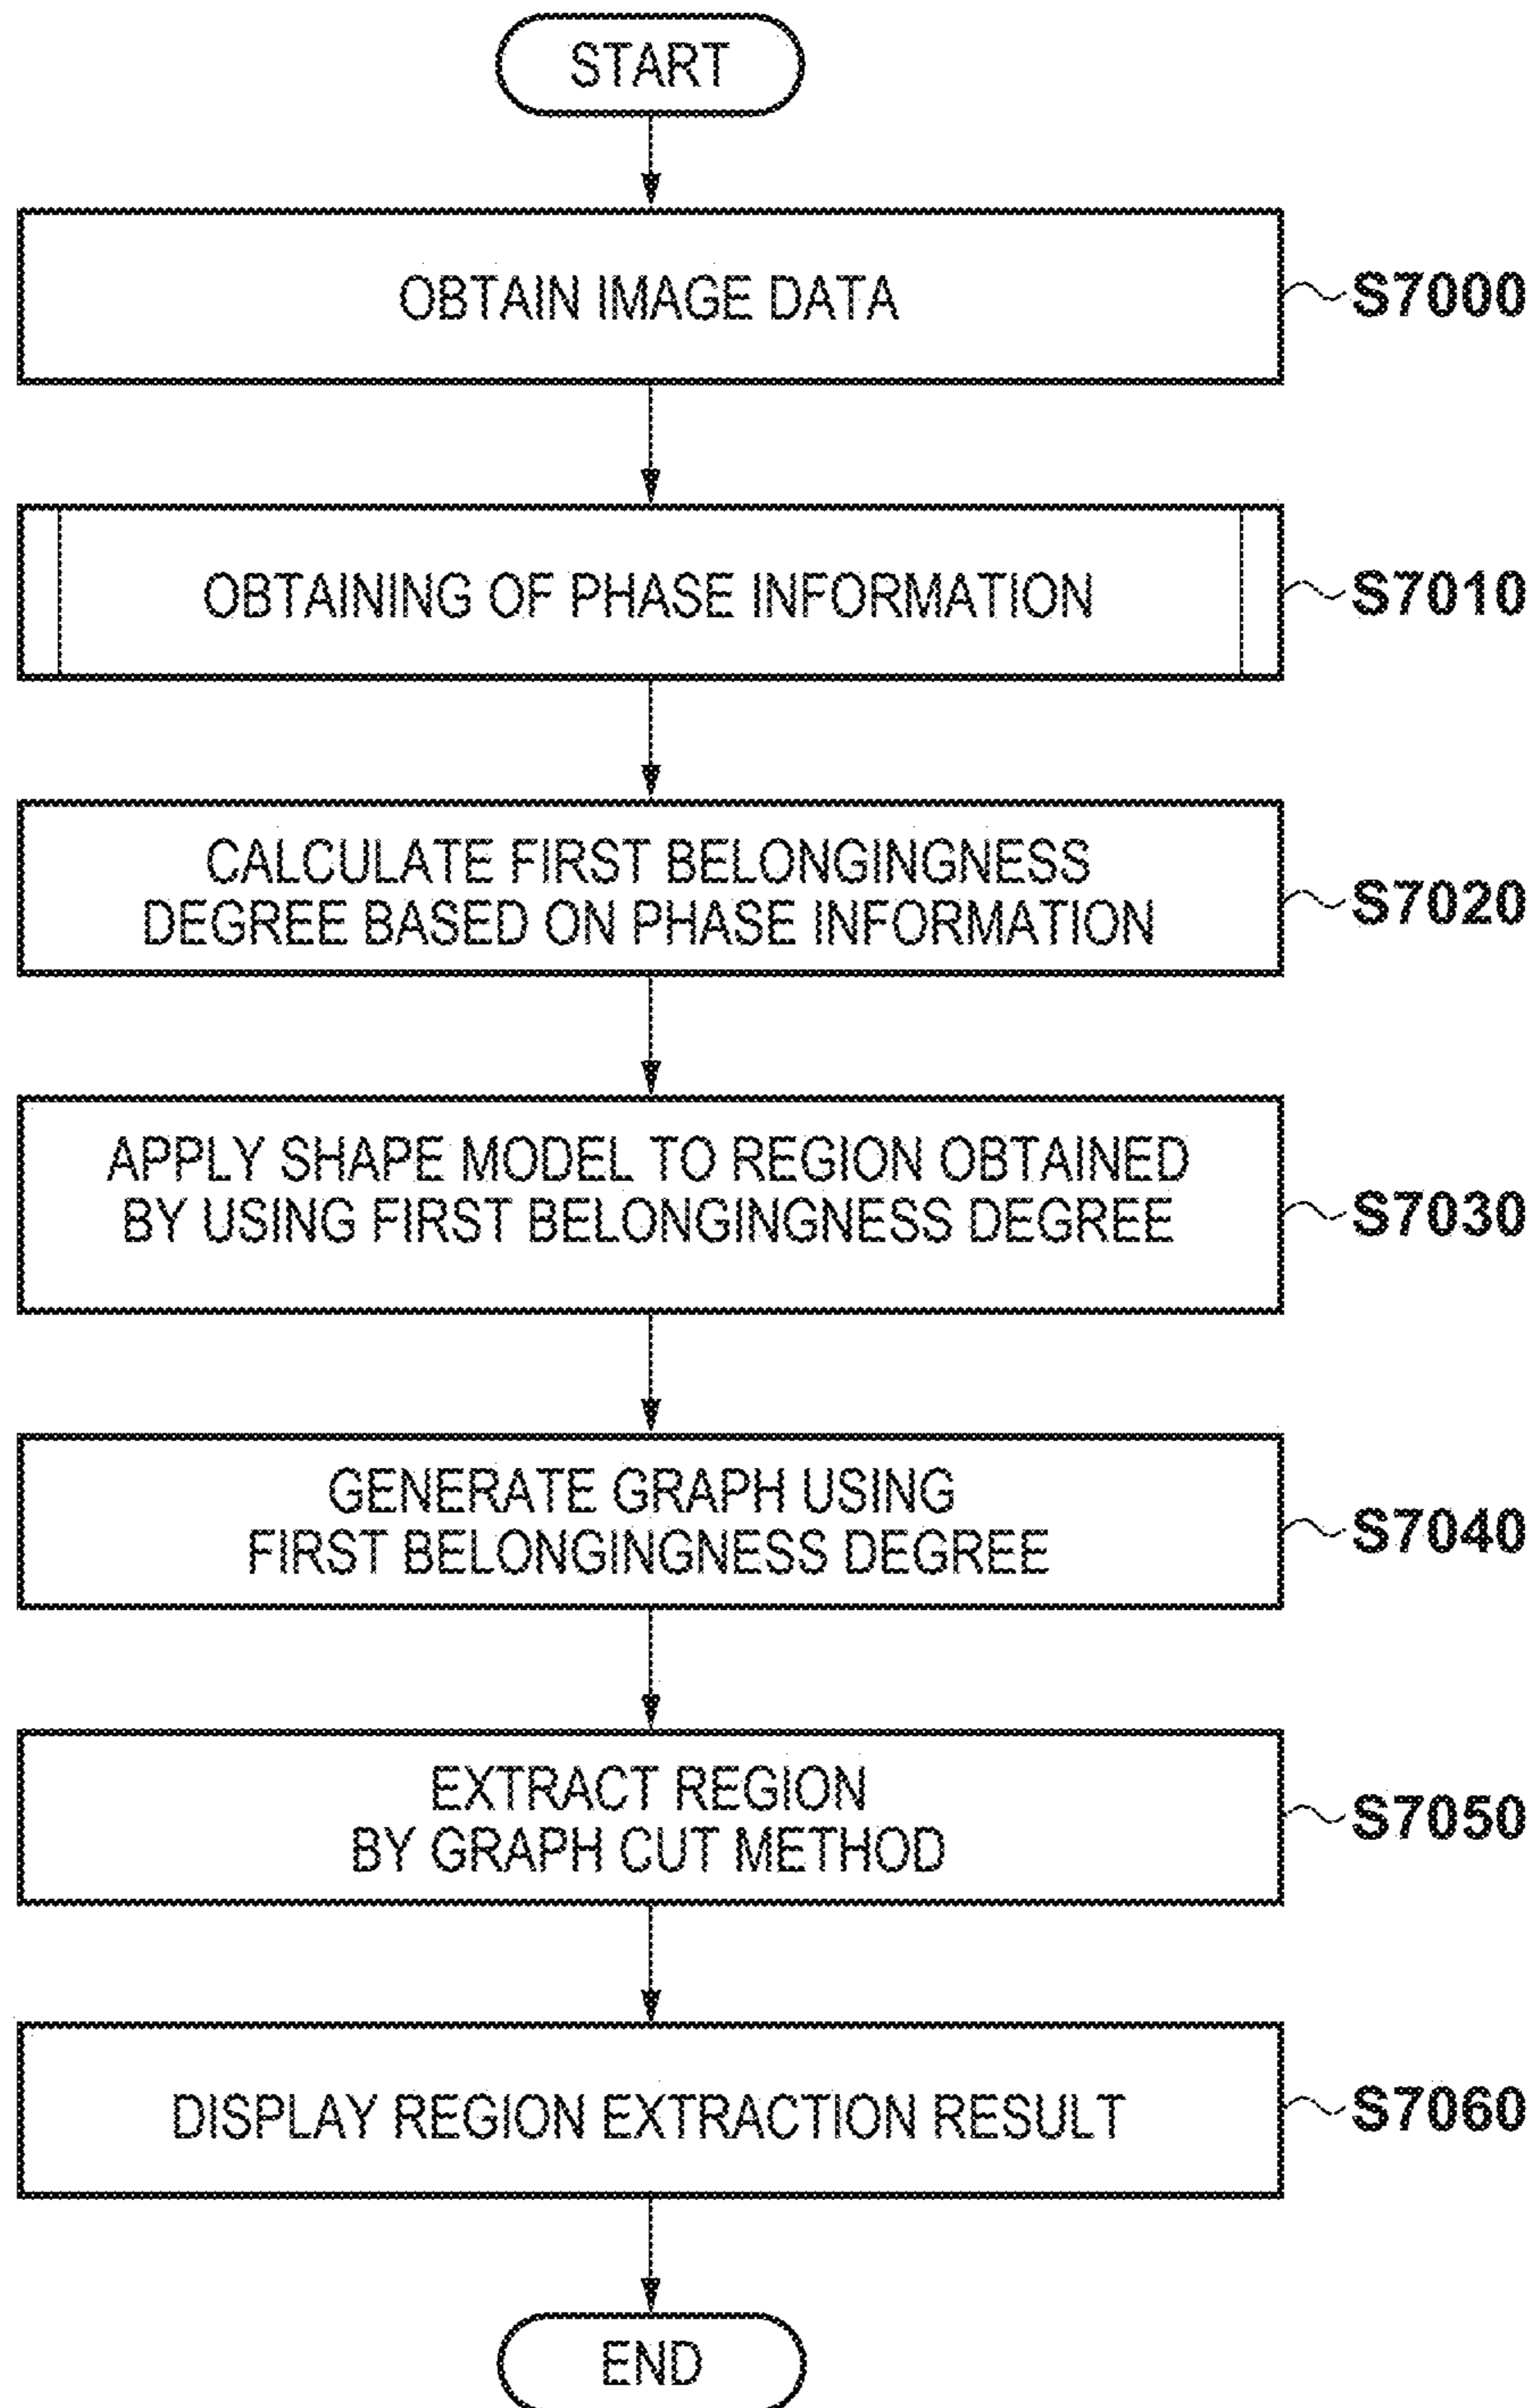 START
OBTAIN IMAGE DATA
S7000
OBTAINING OF PHASE INFORMATION
S7010
CALCULATE FIRST BELONGINGNESS
DEGREE BASED ON PHASE INFORMATION
S7020
APPLY SHAPE MODEL TO REGION OBTAINED
BY USING FIRST BELONGINGNESS DEGREE
S7030
GENERATE GRAPH USING
FIRST BELONGINGNESS DEGREE
S7040
EXTRACT REGION
BY GRAPH CUT METHOD
S7050
DISPLAY REGION EXTRACTION RESULT
S7060
END